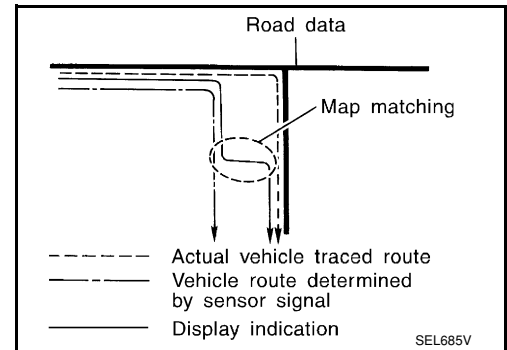 Road data
Map matching
Actual vehicle traced route
Vehicle route determined
by sensor signal
Display indication
SEL685V